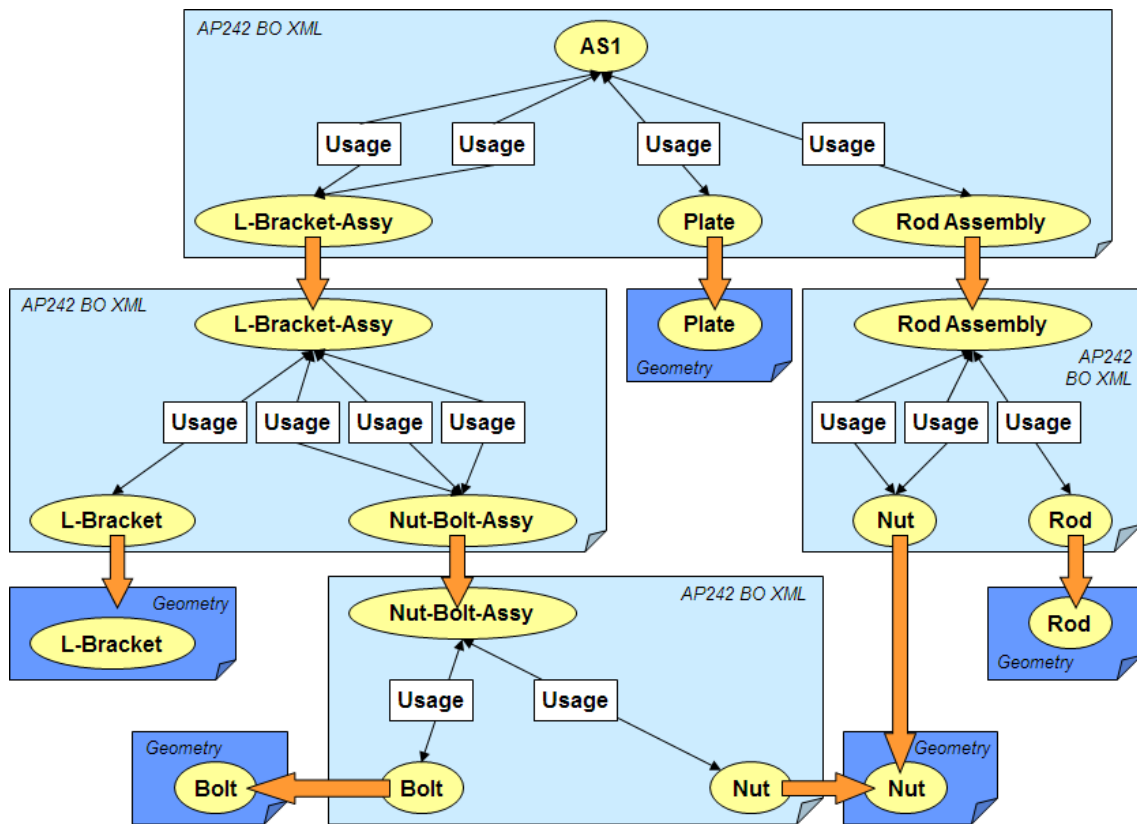 AP242 BO XML
AS1
Usage
Usage
Usage
Usage
L-Bracket-Assy
Plate
Rod Assembly
AP242 BO XML
L-Bracket-Assy
Usage
Usage
Usage
Usage
L-Bracket
Nut-Bolt-Assy
Plate
Geometry
Rod Assembly
AP242
BO XML
Usage
Usage
Usage
Nut
Rod
Geometry
L-Bracket
AP242 BO XML
Nut-Bolt-Assy
Usage
Usage
Bolt
Nut
Rod
Geometry
Geometry
Bolt
Geometry
Nut